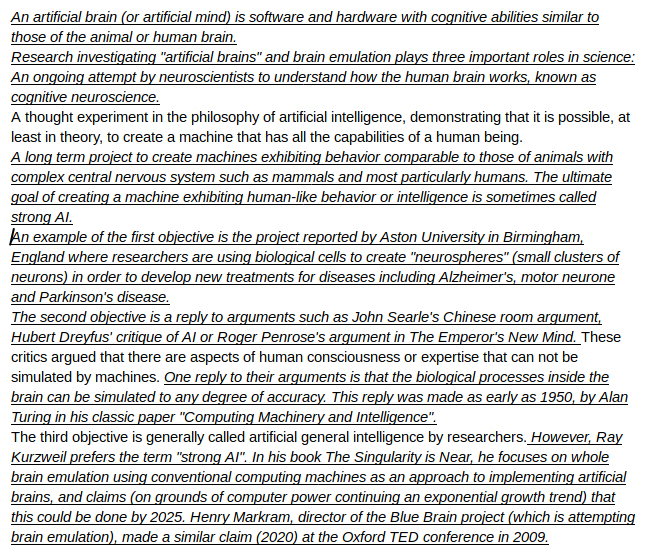 An artificial brain (or artificial mind) is software and hardware with cognitive abilities similar to
those of the animal or human brain.
Research investigating "artificial brains" and brain emulation plays three important roles in science:
An ongoing attempt by neuroscientists to understand how the human brain works, known as
cognitive neuroscience.
A thought experiment in the philosophy of artificial intelligence, demonstrating that it is possible, at
least in theory, to create a machine that has all the capabilities of a human being.
A long term project to create machines exhibiting behavior comparable to those of animals with
complex central nervous system such as mammals and most particularly humans. The ultimate
goal of creating a machine exhibiting human-like behavior or intelligence is sometimes called
strong AI.
An example of the first objective is the project reported by Aston University in Birmingham,
England where researchers are using biological cells to create "neurospheres" (small clusters of
neurons) in order to develop new treatments for diseases including Alzheimer's, motor neurone
and Parkinson's disease.
The second objective is a reply to arguments such as John Searle's Chinese room argument,
Hubert Dreyfus' critique of AI or Roger Penrose's argument in The Emperor's New Mind. These
critics argued that there are aspects of human consciousness or expertise that can not be
simulated by machines. One reply to their arguments is that the biological processes inside the
brain can be simulated to any degree of accuracy. This reply was made as early as 1950, by Alan
Turing in his classic paper "Computing Machinery and Intelligence".
The third objective is generally called artificial general intelligence by researchers. However, Ray
Kurzweil prefers the term "strong AI". In his book The Singularity is Near, he focuses on whole
brain emulation using conventional computing machines as an approach to implementing artificial
brains, and claims (on grounds of computer power continuing an exponential growth trend) that
this could be done by 2025. Henry Markram, director of the Blue Brain project (which is attempting
brain emulation), made a similar claim (2020) at the Oxford TED conference in 2009.